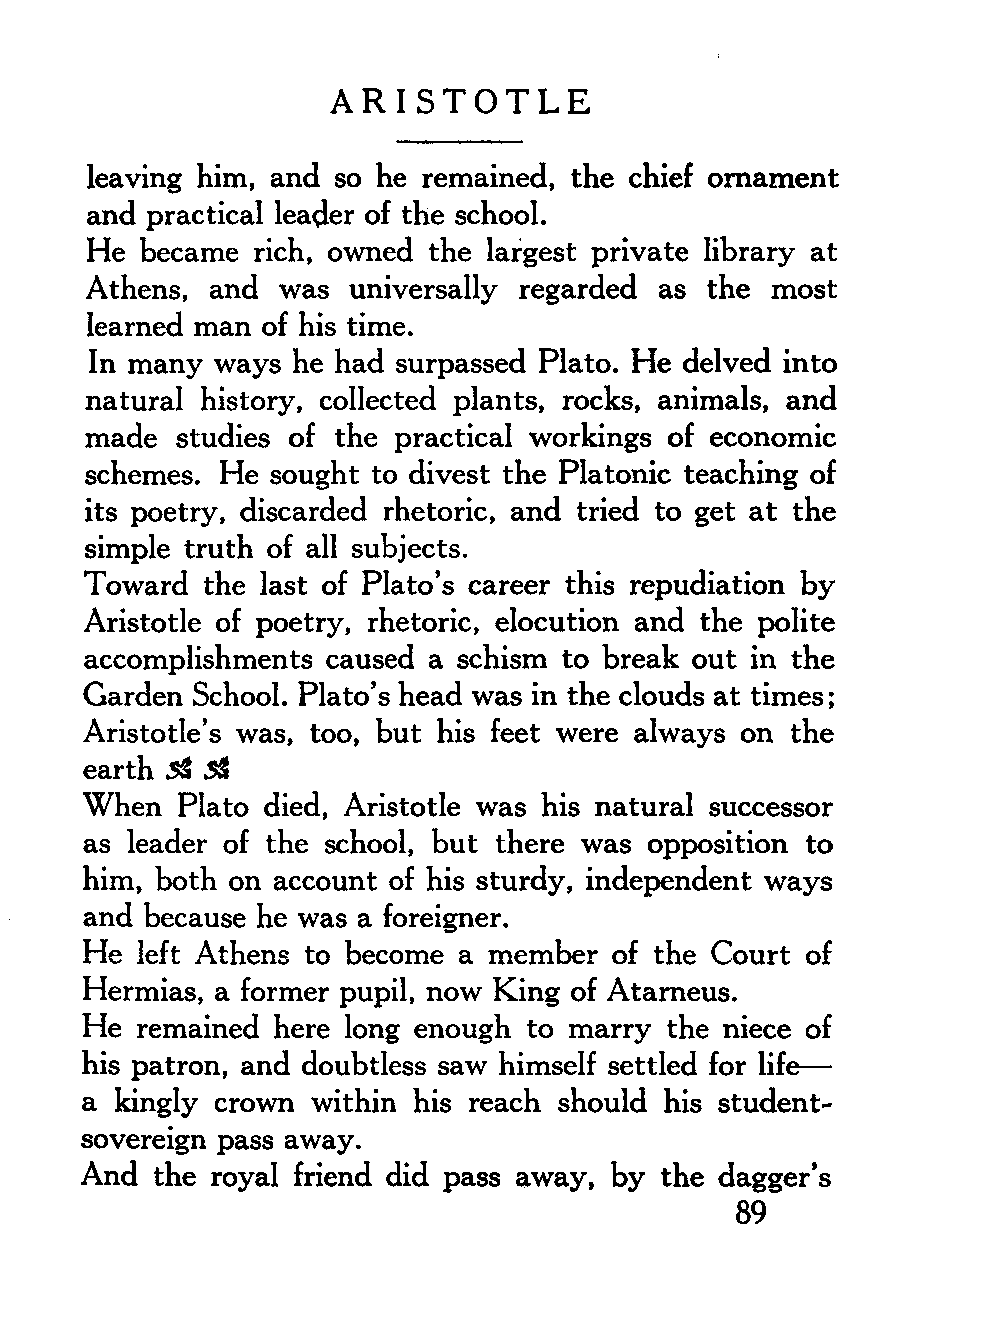 ARISTOTLE
leaving him, and so he remained, the chief ornament
and practical leader of the school.
He became rich, owned the largest private library at
Athens, and was universally regarded as the most
learned man of his time.
In many ways he had surpassed Plato. He delved into
natural history, collected plants, rocks, animals, and
made studies of the practical workings of economic
schemes. He sought to divest the Platonic teaching of
its poetry, discarded rhetoric, and tried to get at the
simple truth of all subjects.
Toward the last of Plato's career this repudiation by
Aristotle of poetry, rhetoric, elocution and the polite
accomplishments caused a schism to break out in the
Garden School. Plato's head was in the clouds at times;
Aristotle's was, too, but his feet were always on the
earth
When Plato died, Aristotle was his natural successor
as leader of the school, but there was opposition to
him, both on account of his sturdy, independent ways
and because he was a foreigner.
He left Athens to become a member of the Court of
Hermias, a former pupil, now King of Atarneus.
He remained here long enough to marry the niece of
his patron, and doubtless saw himself settled for life—
a kingly crown within his reach should his student-
sovereign pass away.
And the royal friend did pass away, by the dagger's
89